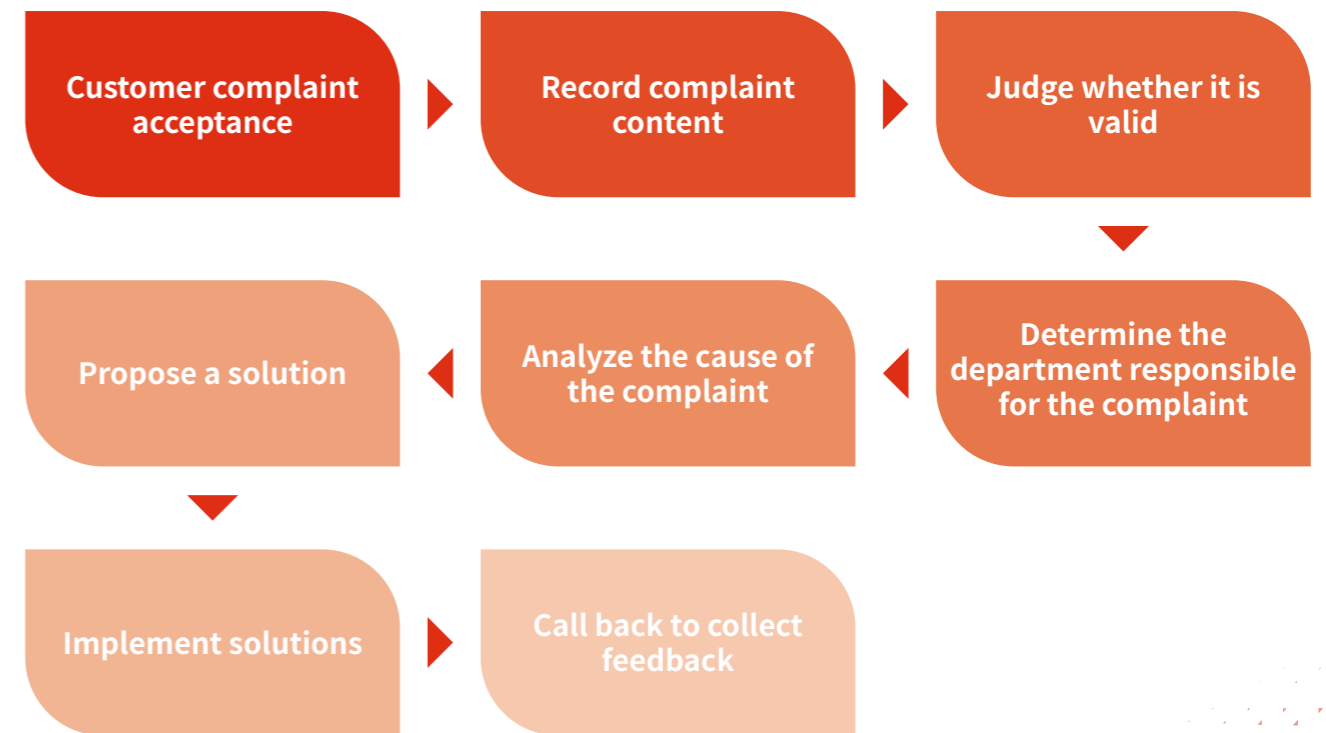 Customer complaint
acceptance
Record complaint
content
Judge whether it is
valid
Determine the
department responsible
for the complaint
Analyze the cause of
the complaint
Propose a solution
Implement solutions
Call back to collect
feedback